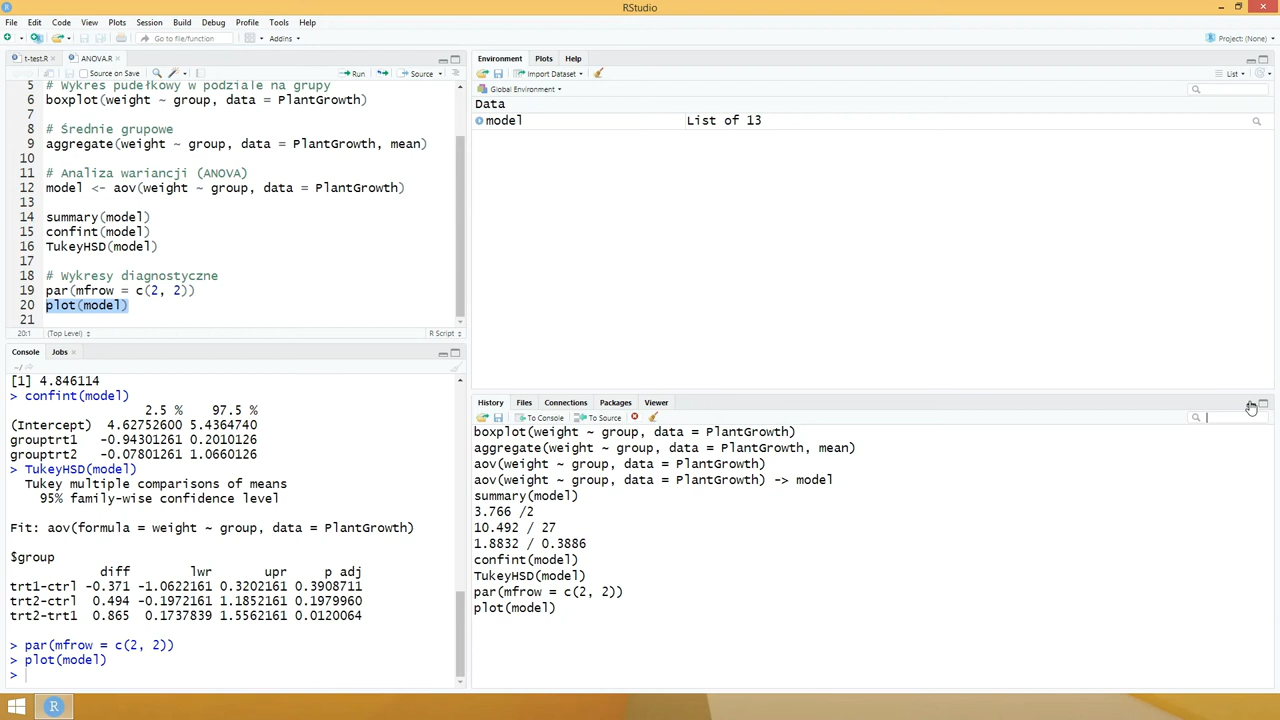 RStudio
File Edit Code View Plots Session Build Debug Profile Tools Help
Go to file/function Addins Project: (None)
t-test.R ANOVA.R
Source on Save Run Source
5 # Wykres pudełkowy w podziale na grupy
6 boxplot(weight ~ group, data = PlantGrowth)
7
8 # Średnie grupowe
9 aggregate(weight ~ group, data = PlantGrowth, mean)
10
11 # Analiza wariancji (ANOVA)
12 model <- aov(weight ~ group, data = PlantGrowth)
13
14 summary(model)
15 confint(model)
16 TukeyHSD(model)
17
18 # Wykresy diagnostyczne
19 par(mfrow = c(2, 2))
20 plot(model)
21
20:1 (Top Level) R Script
Console Jobs
~/
[1] 4.846114
> confint(model)
2.5 % 97.5 %
(Intercept) 4.62752600 5.4364740
grouptrt1 -0.94301261 0.2010126
grouptrt2 -0.07801261 1.0660126
> TukeyHSD(model)
Tukey multiple comparisons of means
95% family-wise confidence level
Fit: aov(formula = weight ~ group, data = PlantGrowth)
$group
diff lwr upr p adj
trt1-ctrl -0.371 -1.0622161 0.3202161 0.3908711
trt2-ctrl 0.494 -0.1972161 1.1852161 0.1979960
trt2-trt1 0.865 0.1737839 1.5562161 0.0120064
> par(mfrow = c(2, 2))
> plot(model)
>
Environment Plots Help
Import Dataset List
Global Environment
Data
model List of 13
History Files Connections Packages Viewer
To Console To Source
boxplot(weight ~ group, data = PlantGrowth)
aggregate(weight ~ group, data = PlantGrowth, mean)
aov(weight ~ group, data = PlantGrowth)
aov(weight ~ group, data = PlantGrowth) -> model
summary(model)
3.766 /2
10.492 / 27
1.8832 / 0.3886
confint(model)
TukeyHSD(model)
par(mfrow = c(2, 2))
plot(model)
R